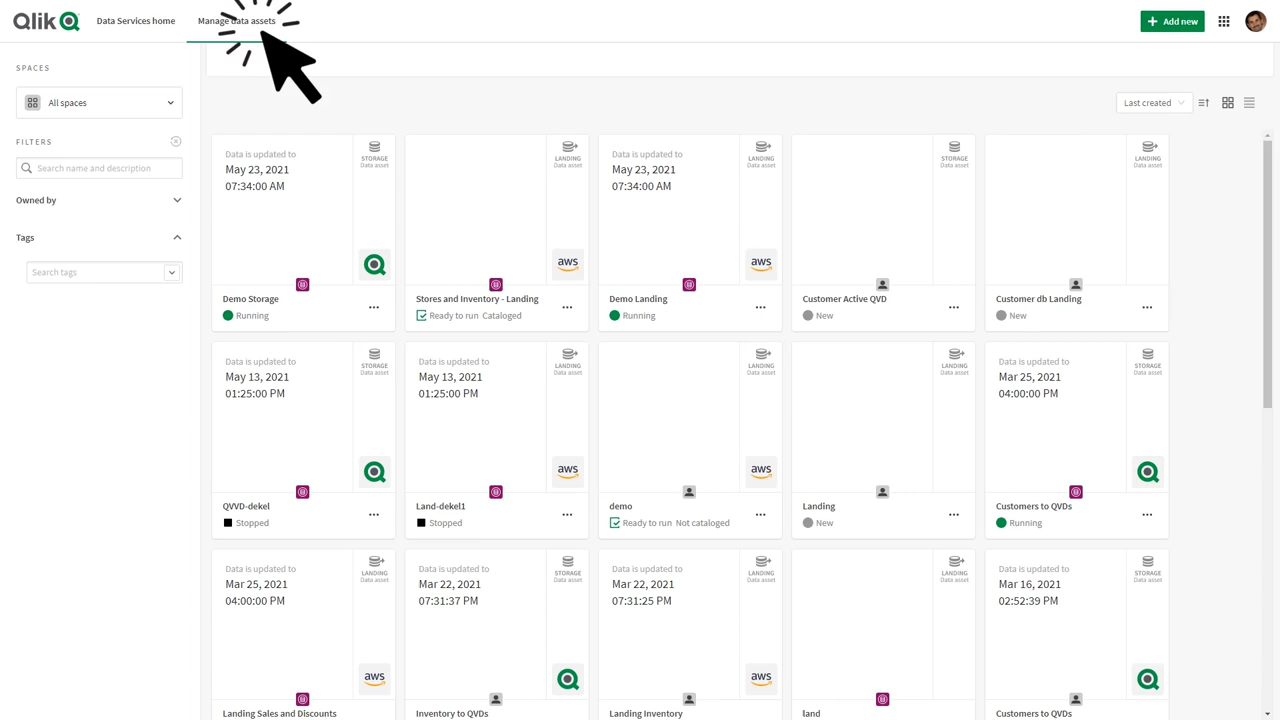 Qlik
Data Services home
Manage data assets
Add new
SPACES
All spaces
FILTERS
Search name and description
Owned by
Tags
Search tags
Last created
Data is updated to
May 23, 2021
07:34:00 AM
STORAGE
Data asset
Demo Storage
Running
LANDING
Data asset
aws
Stores and Inventory - Landing
Ready to run Cataloged
Data is updated to
May 23, 2021
07:34:00 AM
LANDING
Data asset
aws
Demo Landing
Running
STORAGE
Data asset
Customer Active QVD
New
LANDING
Data asset
Customer db Landing
New
Data is updated to
May 13, 2021
01:25:00 PM
STORAGE
Data asset
QVVD-dekel
Stopped
Data is updated to
May 13, 2021
01:25:00 PM
LANDING
Data asset
aws
Land-dekel1
Stopped
LANDING
Data asset
aws
demo
Ready to run Not cataloged
LANDING
Data asset
Landing
New
Data is updated to
Mar 25, 2021
04:00:00 PM
STORAGE
Data asset
Customers to QVDs
Running
Data is updated to
Mar 25, 2021
04:00:00 PM
LANDING
Data asset
aws
Landing Sales and Discounts
Data is updated to
Mar 22, 2021
07:31:37 PM
STORAGE
Data asset
Inventory to QVDs
Data is updated to
Mar 22, 2021
07:31:25 PM
LANDING
Data asset
aws
Landing Inventory
LANDING
Data asset
land
Data is updated to
Mar 16, 2021
02:52:39 PM
STORAGE
Data asset
Customers to QVDs